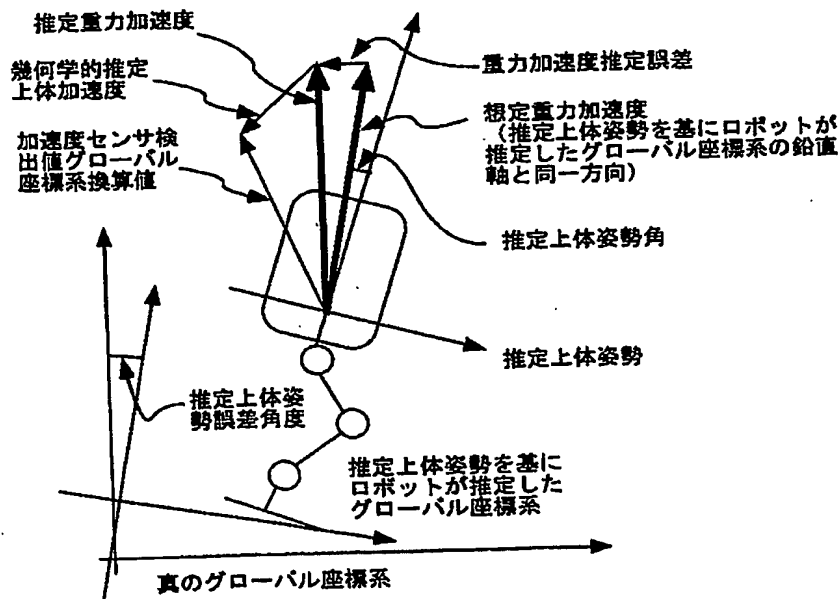 推定重力加速度
幾何学的推定
上体加速度
加速度センサ検
出値グローバル
座標系換算値
重力加速度推定誤差
想定重力加速度
(推定上体姿勢を基にロボットが
推定したグローバル座標系の鉛直
軸と同一方向)
推定上体姿勢角
推定上体姿勢
推定上体姿
勢誤差角度
推定上体姿勢を基に
ロボットが推定した
グローバル座標系
真のグローバル座標系